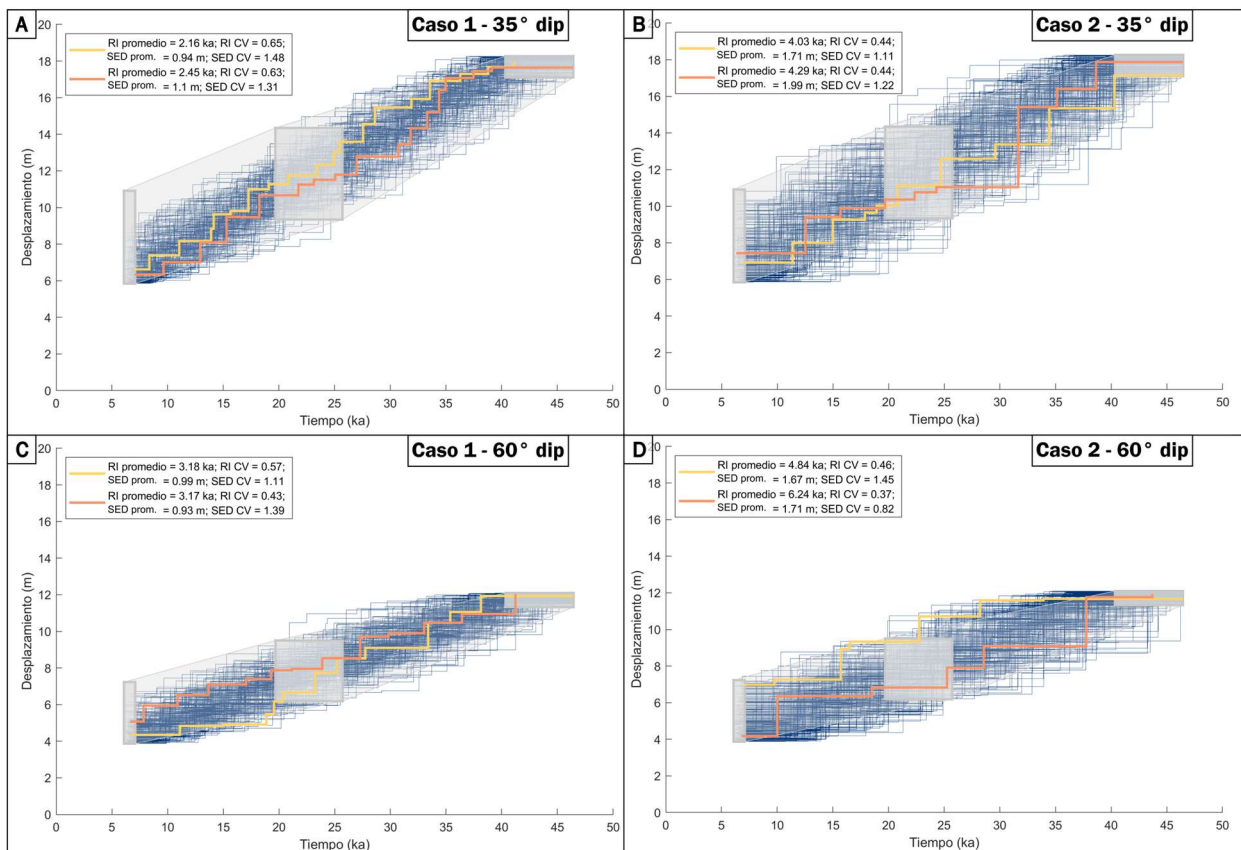 A
Caso 1 - 35° dip
RI promedio = 2.16 ka; RI CV = 0.65;
SED prom. = 0.94 m; SED CV = 1.48
RI promedio = 2.45 ka; RI CV = 0.63;
SED prom. = 1.1 m; SED CV = 1.31
20
18
16
14
12
10
8
6
4
2
0
Desplazamiento (m)
0 5 10 15 20 25 30 35 40 45 50
Tiempo (ka)
B
Caso 2 - 35° dip
RI promedio = 4.03 ka; RI CV = 0.44;
SED prom. = 1.71 m; SED CV = 1.11
RI promedio = 4.29 ka; RI CV = 0.44;
SED prom. = 1.99 m; SED CV = 1.22
20
18
16
14
12
10
8
6
4
2
0
Desplazamiento (m)
0 5 10 15 20 25 30 35 40 45 50
Tiempo (ka)
C
Caso 1 - 60° dip
RI promedio = 3.18 ka; RI CV = 0.57;
SED prom. = 0.99 m; SED CV = 1.11
RI promedio = 3.17 ka; RI CV = 0.43;
SED prom. = 0.93 m; SED CV = 1.39
20
18
16
14
12
10
8
6
4
2
0
Desplazamiento (m)
0 5 10 15 20 25 30 35 40 45 50
Tiempo (ka)
D
Caso 2 - 60° dip
RI promedio = 4.84 ka; RI CV = 0.46;
SED prom. = 1.67 m; SED CV = 1.45
RI promedio = 6.24 ka; RI CV = 0.37;
SED prom. = 1.71 m; SED CV = 0.82
20
18
16
14
12
10
8
6
4
2
0
Desplazamiento (m)
0 5 10 15 20 25 30 35 40 45 50
Tiempo (ka)